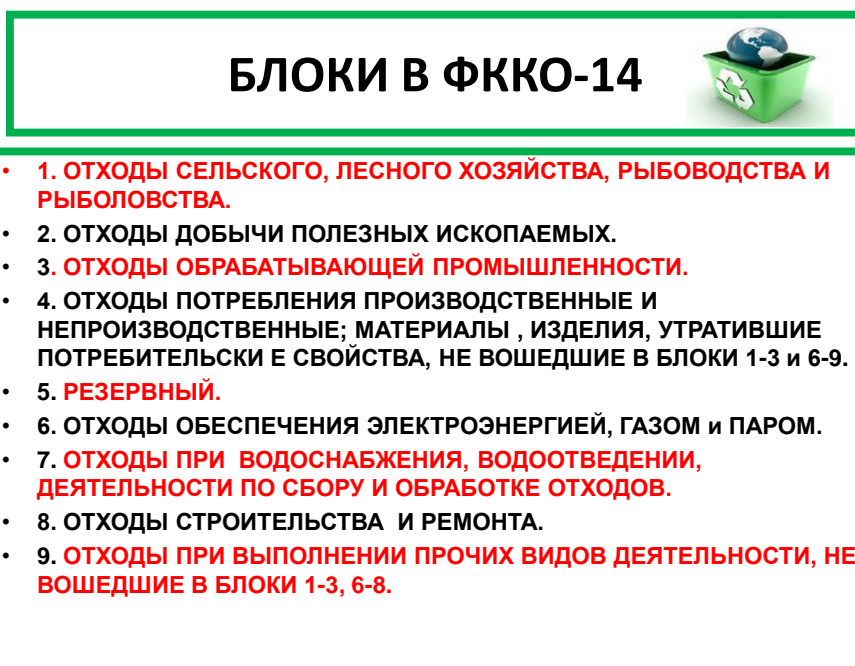 БЛОКИ В ФККО-14
• 1. ОТХОДЫ СЕЛЬСКОГО, ЛЕСНОГО ХОЗЯЙСТВА, РЫБОВОДСТВА И
РЫБОЛОВСТВА.
• 2. ОТХОДЫ ДОБЫЧИ ПОЛЕЗНЫХ ИСКОПАЕМЫХ.
• 3. ОТХОДЫ ОБРАБАТЫВАЮЩЕЙ ПРОМЫШЛЕННОСТИ.
• 4. ОТХОДЫ ПОТРЕБЛЕНИЯ ПРОИЗВОДСТВЕННЫЕ И
НЕПРОИЗВОДСТВЕННЫЕ; МАТЕРИАЛЫ , ИЗДЕЛИЯ, УТРАТИВШИЕ
ПОТРЕБИТЕЛЬСКИ Е СВОЙСТВА, НЕ ВОШЕДШИЕ В БЛОКИ 1-3 и 6-9.
• 5. РЕЗЕРВНЫЙ.
• 6. ОТХОДЫ ОБЕСПЕЧЕНИЯ ЭЛЕКТРОЭНЕРГИЕЙ, ГАЗОМ и ПАРОМ.
• 7. ОТХОДЫ ПРИ ВОДОСНАБЖЕНИЯ, ВОДООТВЕДЕНИИ,
ДЕЯТЕЛЬНОСТИ ПО СБОРУ И ОБРАБОТКЕ ОТХОДОВ.
• 8. ОТХОДЫ СТРОИТЕЛЬСТВА И РЕМОНТА.
• 9. ОТХОДЫ ПРИ ВЫПОЛНЕНИИ ПРОЧИХ ВИДОВ ДЕЯТЕЛЬНОСТИ, НЕ
ВОШЕДШИЕ В БЛОКИ 1-3, 6-8.